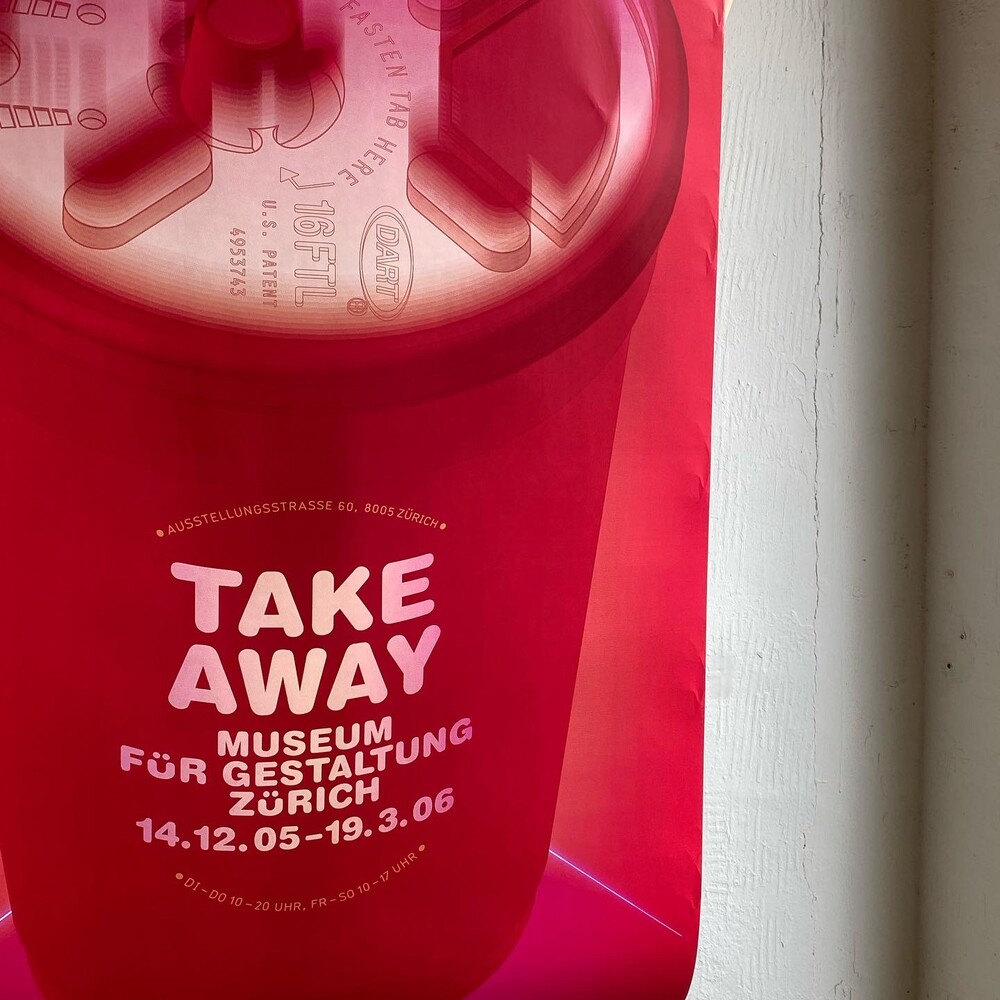 FASTEN TAB HERE
DART®
16FTL
U.S. PATENT
4953743
• AUSSTELLUNGSSTRASSE 60, 8005 ZÜRICH •
TAKE
AWAY
MUSEUM
FÜR GESTALTUNG
ZÜRICH
14.12.05–19.3.06
• DI–DO 10–20 UHR, FR–SO 10–17 UHR •